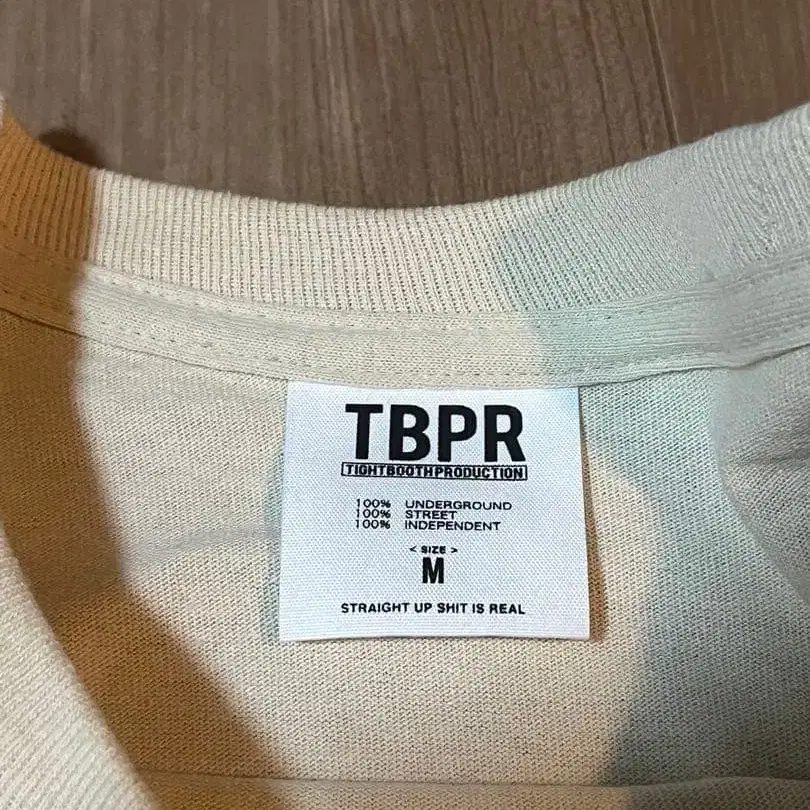 TBPR
TIGHTBOOTHPRODUCTION
100% UNDERGROUND
100% STREET
100% INDEPENDENT
< SIZE >
M
STRAIGHT UP SHIT IS REAL